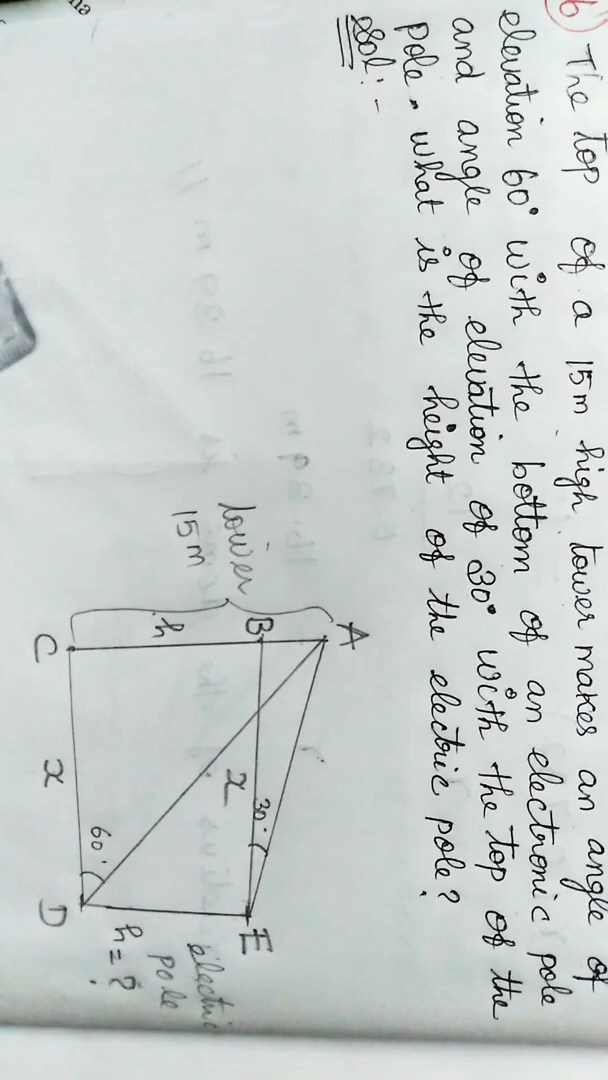 6) The top of a 15m high tower makes an angle of
elevation 60° with the bottom of an electronic pole
and angle of elevation of 30° with the top of the
pole. what is the height of the electric pole?
Sol:-
A
B
30°
E
tower
15m
x
electric
pole
h
60°
h=?
C
x
D